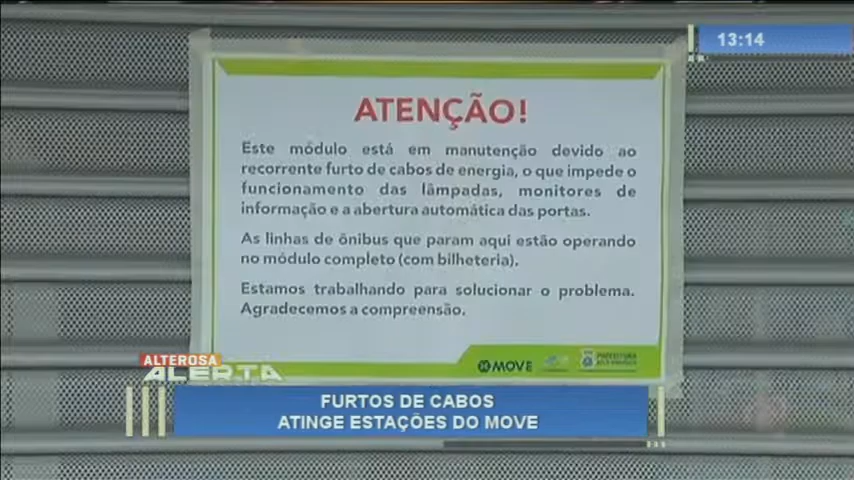 13:14
ATENÇÃO!
Este módulo está em manutenção devido ao
recorrente furto de cabos de energia, o que impede o
funcionamento das lâmpadas, monitores de
informação e a abertura automática das portas.
As linhas de ônibus que param aqui estão operando
no módulo completo (com bilheteria).
Estamos trabalhando para solucionar o problema.
Agradecemos a compreensão.
MOVE
PREFEITURA
ALTEROSA
ALERTA
FURTOS DE CABOS
ATINGE ESTAÇÕES DO MOVE